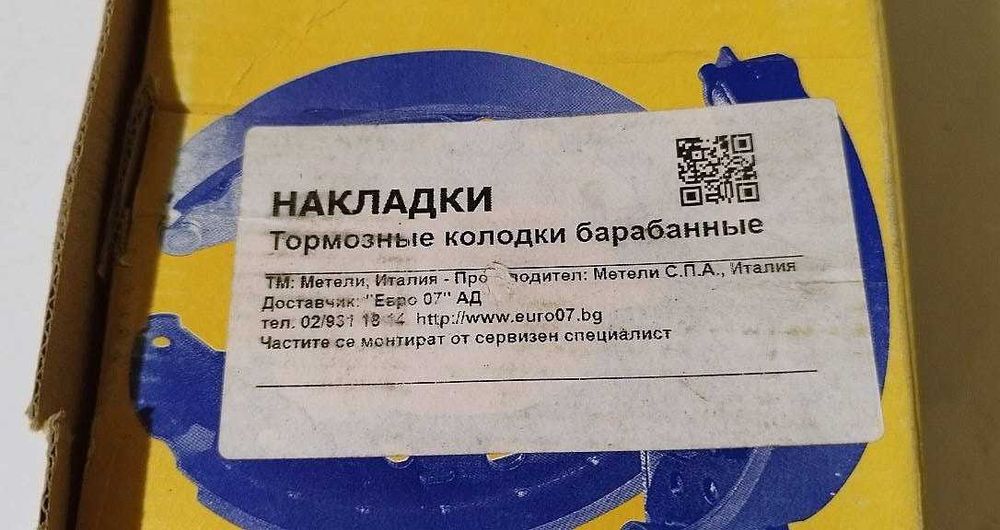 НАКЛАДКИ
Тормозные колодки барабанные
ТМ: Метели, Италия - Производител: Метели С.П.А., Италия
Доставчик: "Евро 07" АД
тел. 02/931 18 14 http://www.euro07.bg
Частите се монтират от сервизен специалист